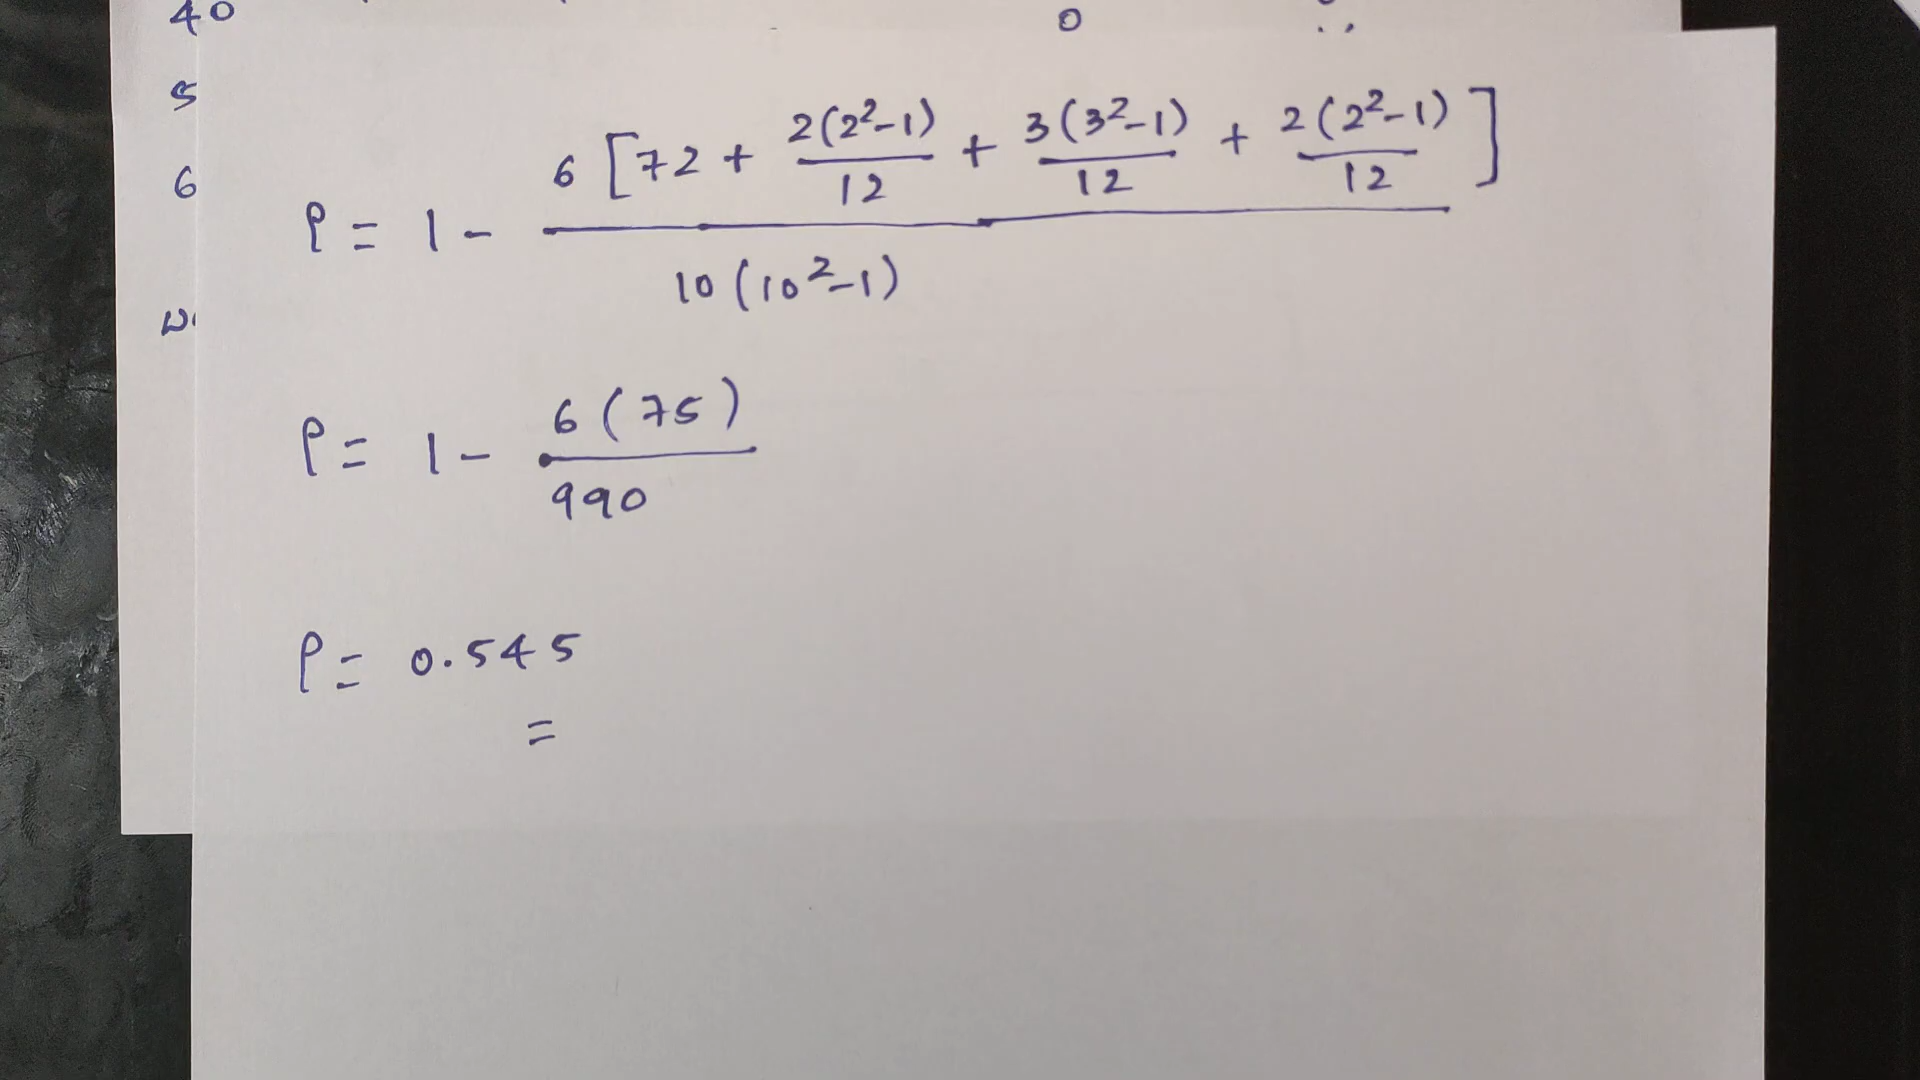 40 0
5
6
ρ = 1 - 6 [72 + 2(2²-1)/12 + 3(3²-1)/12 + 2(2²-1)/12] / 10(10²-1)
ρ = 1 - 6(75)/990
ρ = 0.545
=